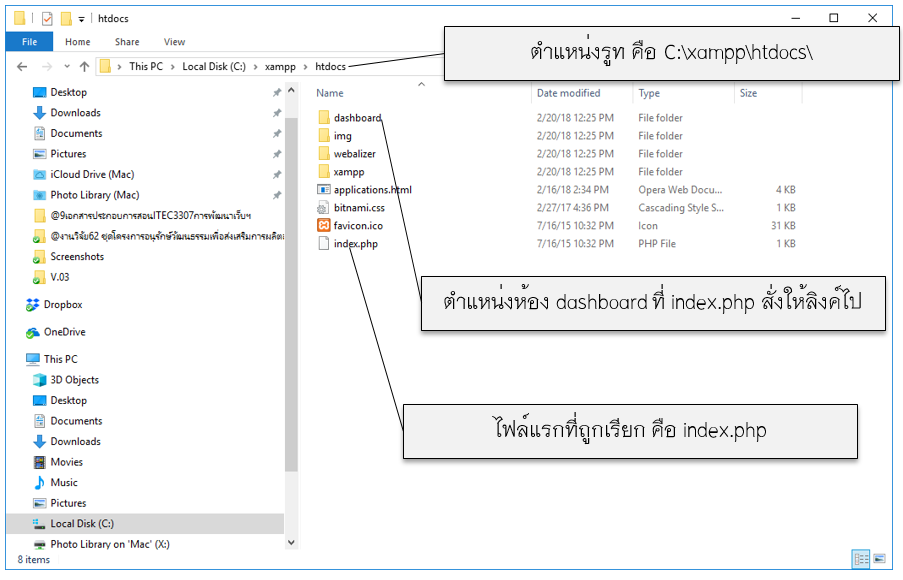 htdocs
File Home Share View
This PC > Local Disk (C:) > xampp > htdocs
ตำแหน่งรูท คือ C:\xampp\htdocs\
Name Date modified Type Size
Desktop
Downloads
Documents
Pictures
iCloud Drive (Mac)
Photo Library (Mac)
@9เอกสารประกอบการสอนITEC3307การพัฒนาเว็บฯ
@งานวิจัย62 ชุดโครงการอนุรักษ์วัฒนธรรมเพื่อส่งเสริมการผลิต
Screenshots
V.03
Dropbox
OneDrive
This PC
3D Objects
Desktop
Documents
Downloads
Movies
Music
Pictures
Local Disk (C:)
Photo Library on 'Mac' (X:)
dashboard 2/20/18 12:25 PM File folder
img 2/20/18 12:25 PM File folder
webalizer 2/20/18 12:25 PM File folder
xampp 2/20/18 12:25 PM File folder
applications.html 2/16/18 2:34 PM Opera Web Docu... 4 KB
bitnami.css 2/27/17 4:36 PM Cascading Style S... 1 KB
favicon.ico 7/16/15 10:32 PM Icon 31 KB
index.php 7/16/15 10:32 PM PHP File 1 KB
ตำแหน่งห้อง dashboard ที่ index.php สั่งให้ลิงค์ไป
ไฟล์แรกที่ถูกเรียก คือ index.php
8 items